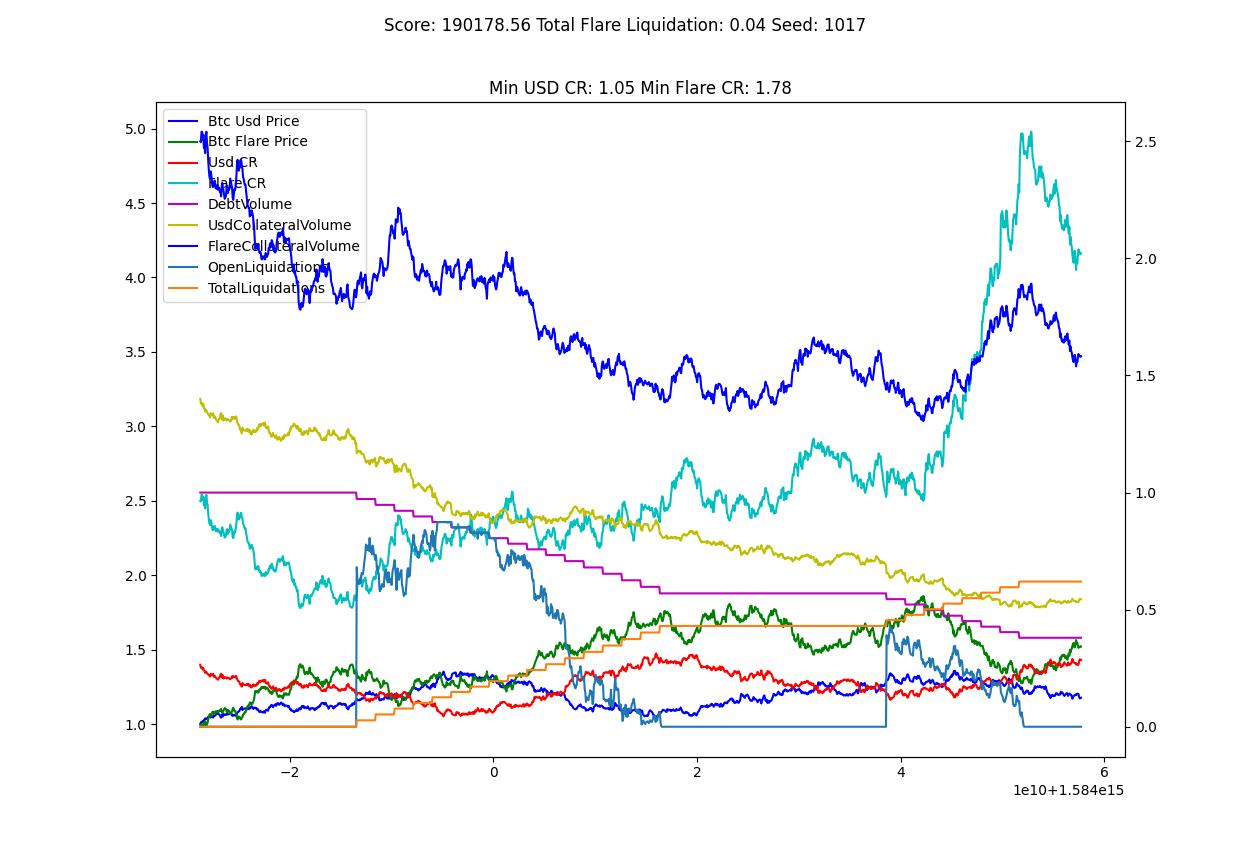 Score: 190178.56 Total Flare Liquidation: 0.04 Seed: 1017
Min USD CR: 1.05 Min Flare CR: 1.78
Btc Usd Price
Btc Flare Price
Usd CR
Flare CR
DebtVolume
UsdCollateralVolume
FlareCollateralVolume
OpenLiquidations
TotalLiquidations
5.0
4.5
4.0
3.5
3.0
2.5
2.0
1.5
1.0
2.5
2.0
1.5
1.0
0.5
0.0
−2 0 2 4 6
1e10+1.584e15